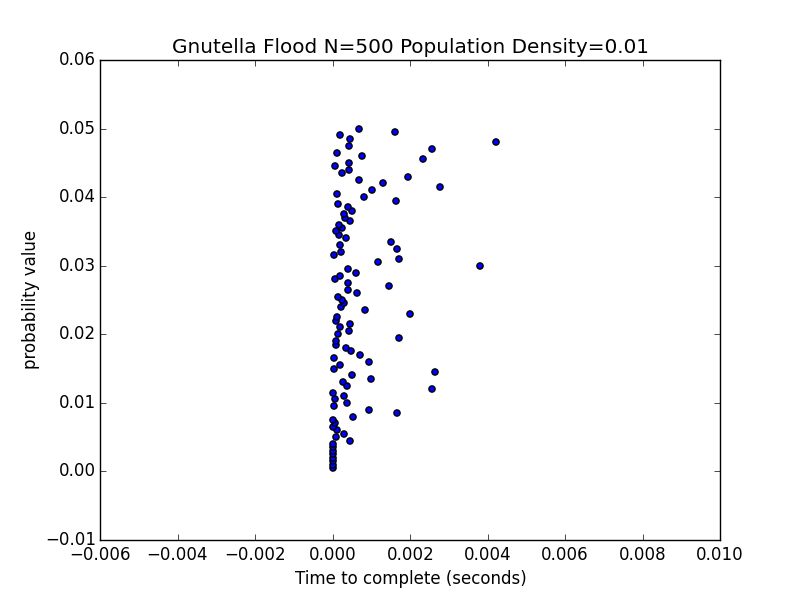 Gnutella Flood N=500 Population Density=0.01
0.06
0.05
0.04
0.03
0.02
0.01
0.00
−0.01
probability value
−0.006 −0.004 −0.002 0.000 0.002 0.004 0.006 0.008 0.010
Time to complete (seconds)